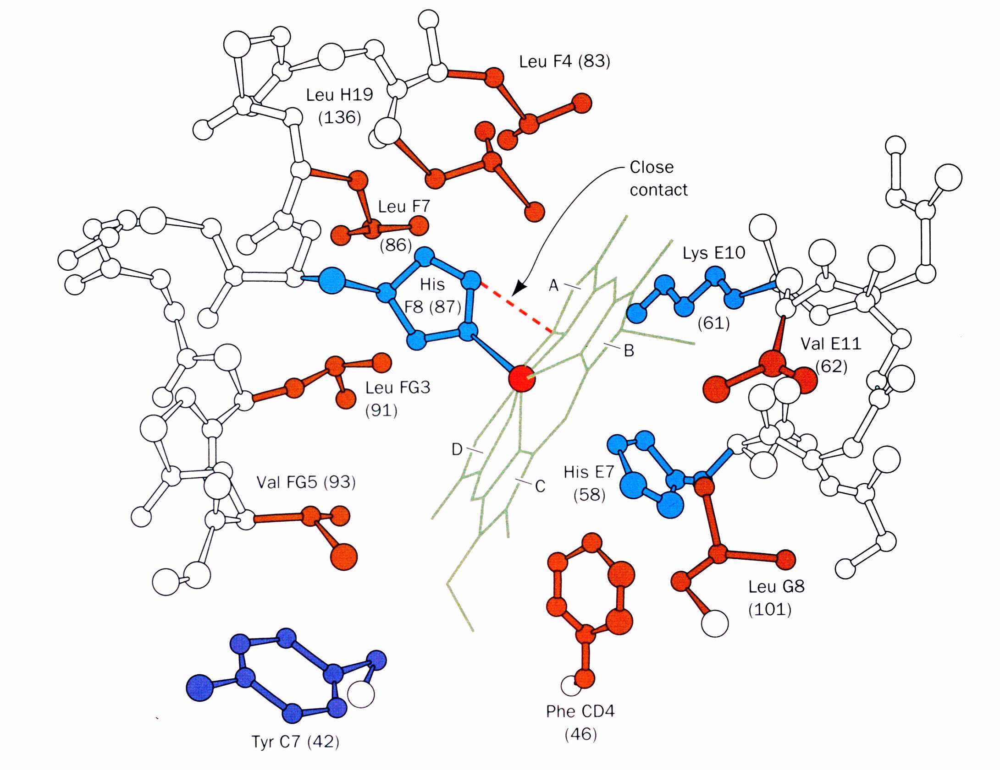 Leu F4 (83)
Leu H19
(136)
Close
contact
Leu F7
(86)
Lys E10
(61)
His
F8 (87)
A
B
Val E11
(62)
Leu FG3
(91)
D
C
His E7
(58)
Val FG5 (93)
Leu G8
(101)
Phe CD4
(46)
Tyr C7 (42)